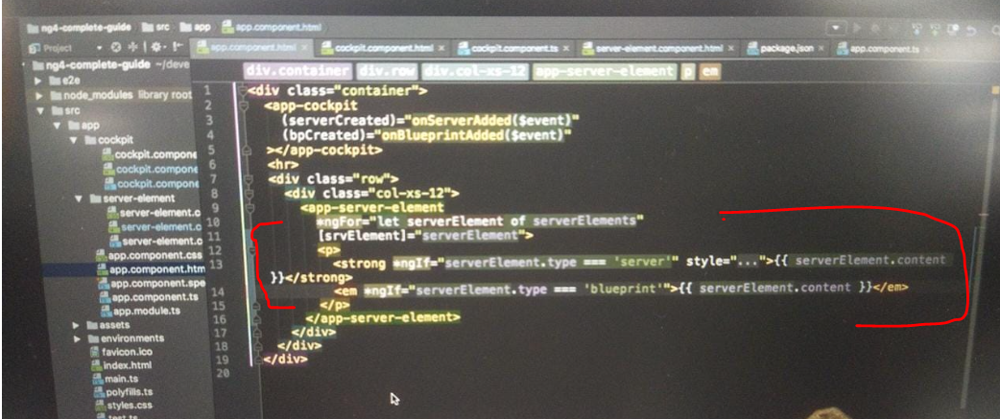 ng4-complete-guide src app app.component.html
Project
app.component.html cockpit.component.html cockpit.component.ts server-element.component.html package.json app.component.ts
ng4-complete-guide ~/deve
e2e
node_modules library root
src
app
cockpit
cockpit.compone
cockpit.compone
cockpit.compone
server-element
server-element.c
server-element.c
server-element.c
app.component.css
app.component.htm
app.component.spe
app.component.ts
app.module.ts
assets
environments
favicon.ico
index.html
main.ts
polyfills.ts
styles.css
test.ts
div.container div.row div.col-xs-12 app-server-element p em
1 <div class="container">
2 <app-cockpit
3 (serverCreated)="onServerAdded($event)"
4 (bpCreated)="onBlueprintAdded($event)"
5 ></app-cockpit>
6 <hr>
7 <div class="row">
8 <div class="col-xs-12">
9 <app-server-element
10 *ngFor="let serverElement of serverElements"
11 [srvElement]="serverElement">
12 <p>
13 <strong *ngIf="serverElement.type === 'server'" style="...">{{ serverElement.content
}}</strong>
14 <em *ngIf="serverElement.type === 'blueprint'">{{ serverElement.content }}</em>
15 </p>
16 </app-server-element>
17 </div>
18 </div>
19 </div>
20